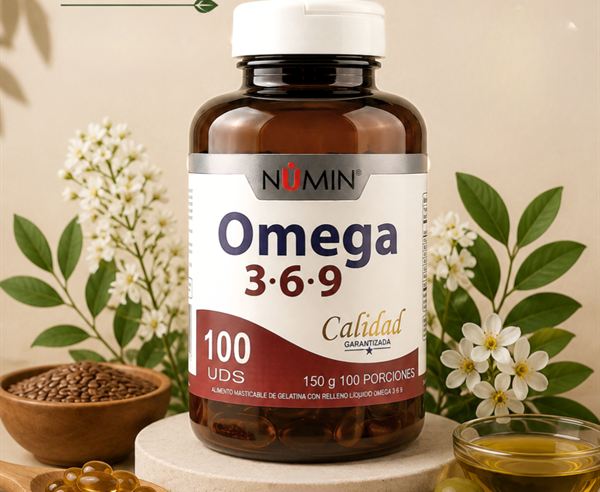 NUMIN®
Omega
3·6·9
Calidad
GARANTIZADA
100
UDS
150 g 100 PORCIONES
ALIMENTO MASTICABLE DE GELATINA CON RELLENO LÍQUIDO OMEGA 3 6 9